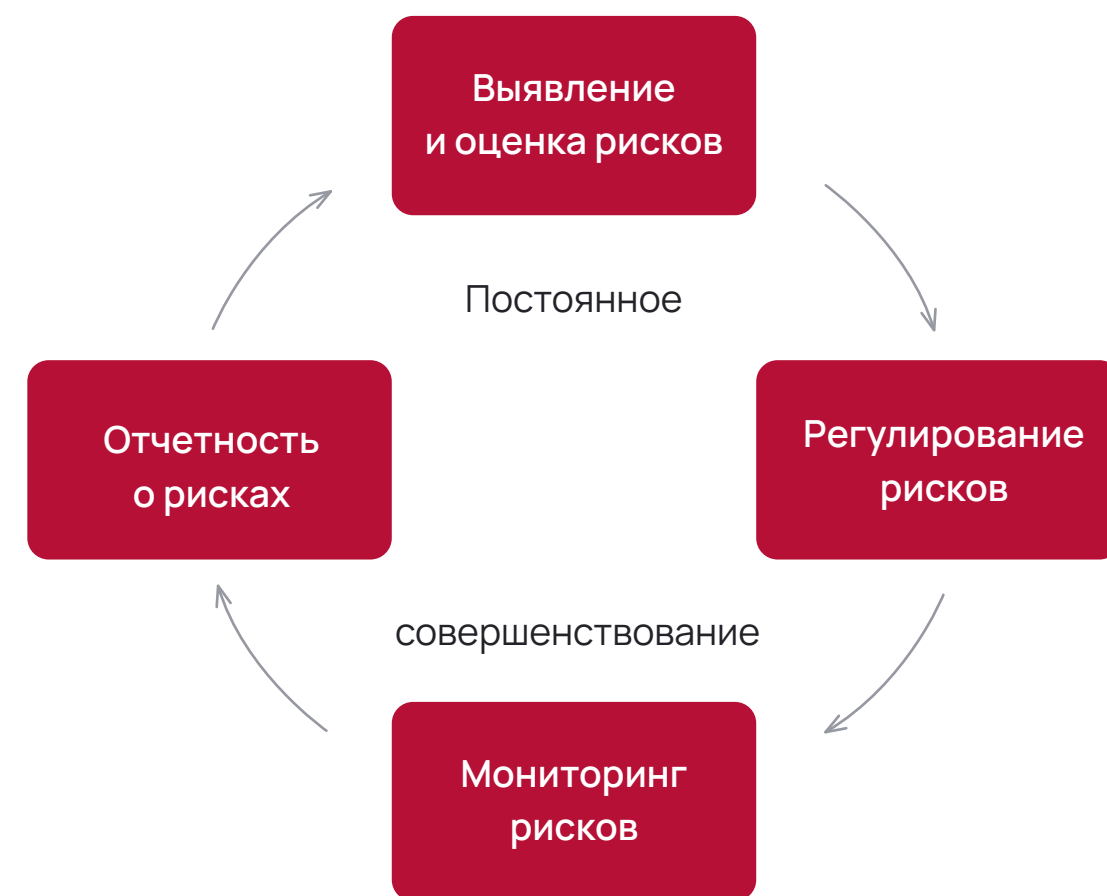 Выявление
и оценка рисков
Постоянное
Отчетность
о рисках
Регулирование
рисков
совершенствование
Мониторинг
рисков